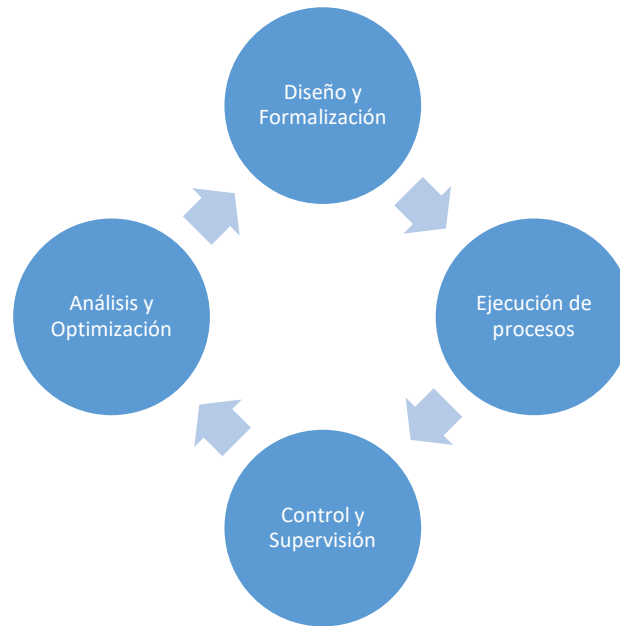 Diseño y
Formalización
Ejecución de
procesos
Control y
Supervisión
Análisis y
Optimización